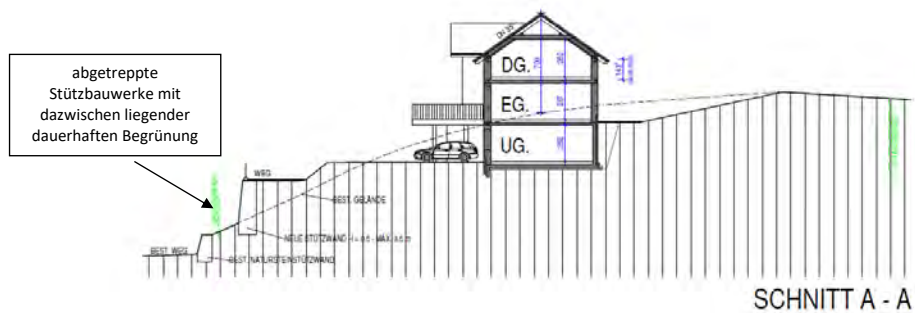 abgetreppte
Stützbauwerke mit
dazwischen liegender
dauerhaften Begrünung
DG.
EG.
UG.
WEG
BEST. GELÄNDE
NEUE STÜTZWAND
BEST. WEG
BEST. NATURSTEINSTÜTZWAND
SCHNITT A - A